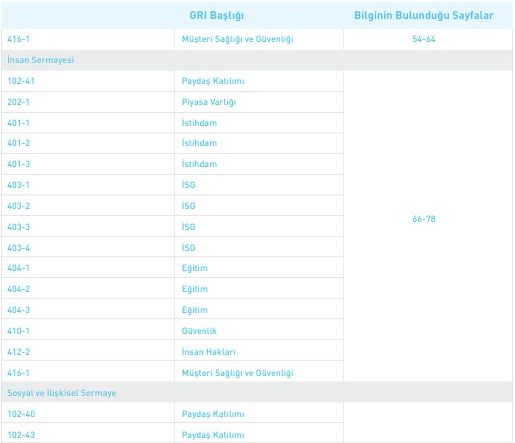 GRI Başlığı Bilginin Bulunduğu Sayfalar
416-1 Müşteri Sağlığı ve Güvenliği 54-64
İnsan Sermayesi
102-41 Paydaş Katılımı
202-1 Piyasa Varlığı
401-1 İstihdam
401-2 İstihdam
401-3 İstihdam
403-1 İSG
403-2 İSG
403-3 İSG
66-78
403-4 İSG
404-1 Eğitim
404-2 Eğitim
404-3 Eğitim
410-1 Güvenlik
412-2 İnsan Hakları
416-1 Müşteri Sağlığı ve Güvenliği
Sosyal ve İlişkisel Sermaye
102-40 Paydaş Katılımı
102-43 Paydaş Katılımı